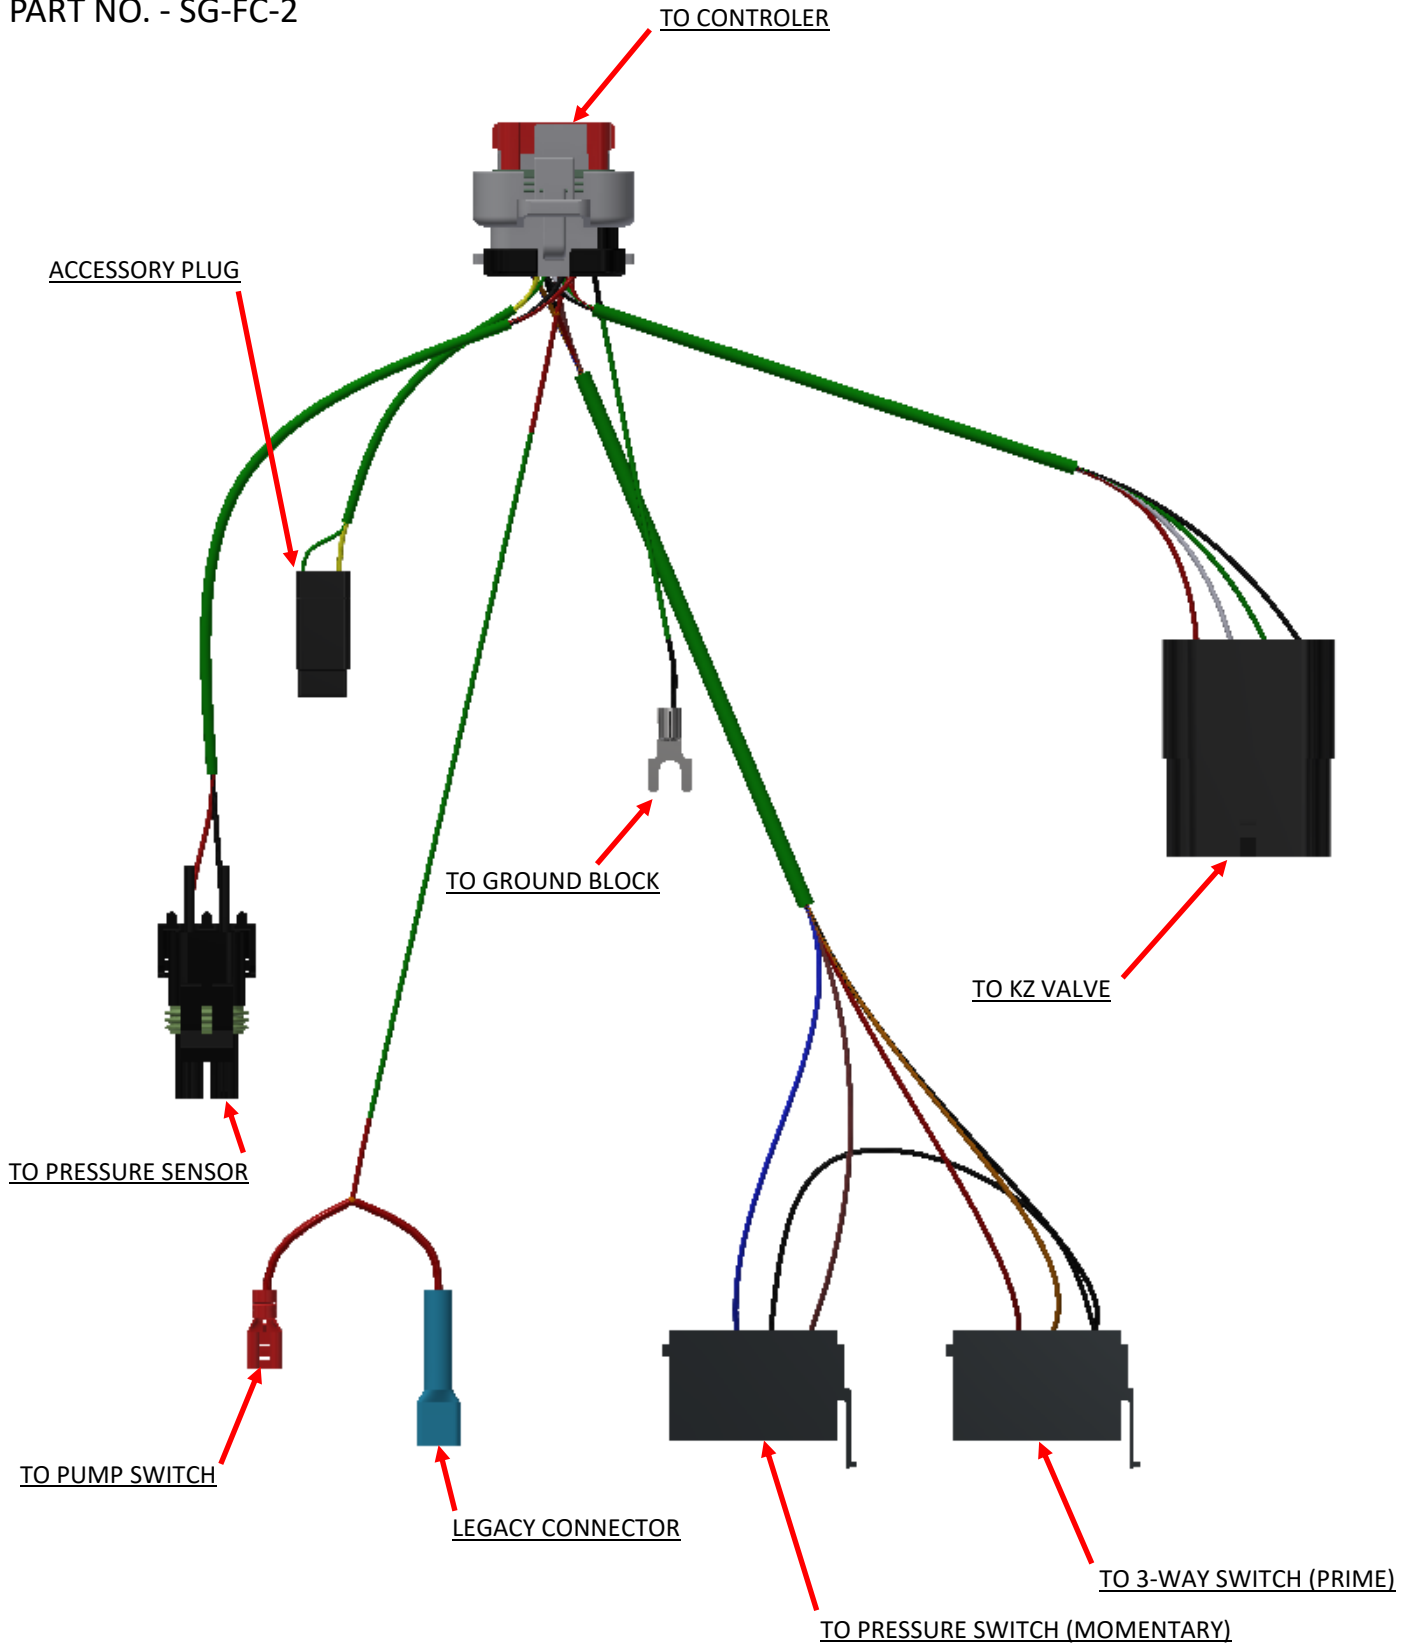 PART NO. - SG-FC-2
TO CONTROLER
ACCESSORY PLUG
TO GROUND BLOCK
TO KZ VALVE
TO PRESSURE SENSOR
TO PUMP SWITCH
LEGACY CONNECTOR
TO 3-WAY SWITCH (PRIME)
TO PRESSURE SWITCH (MOMENTARY)